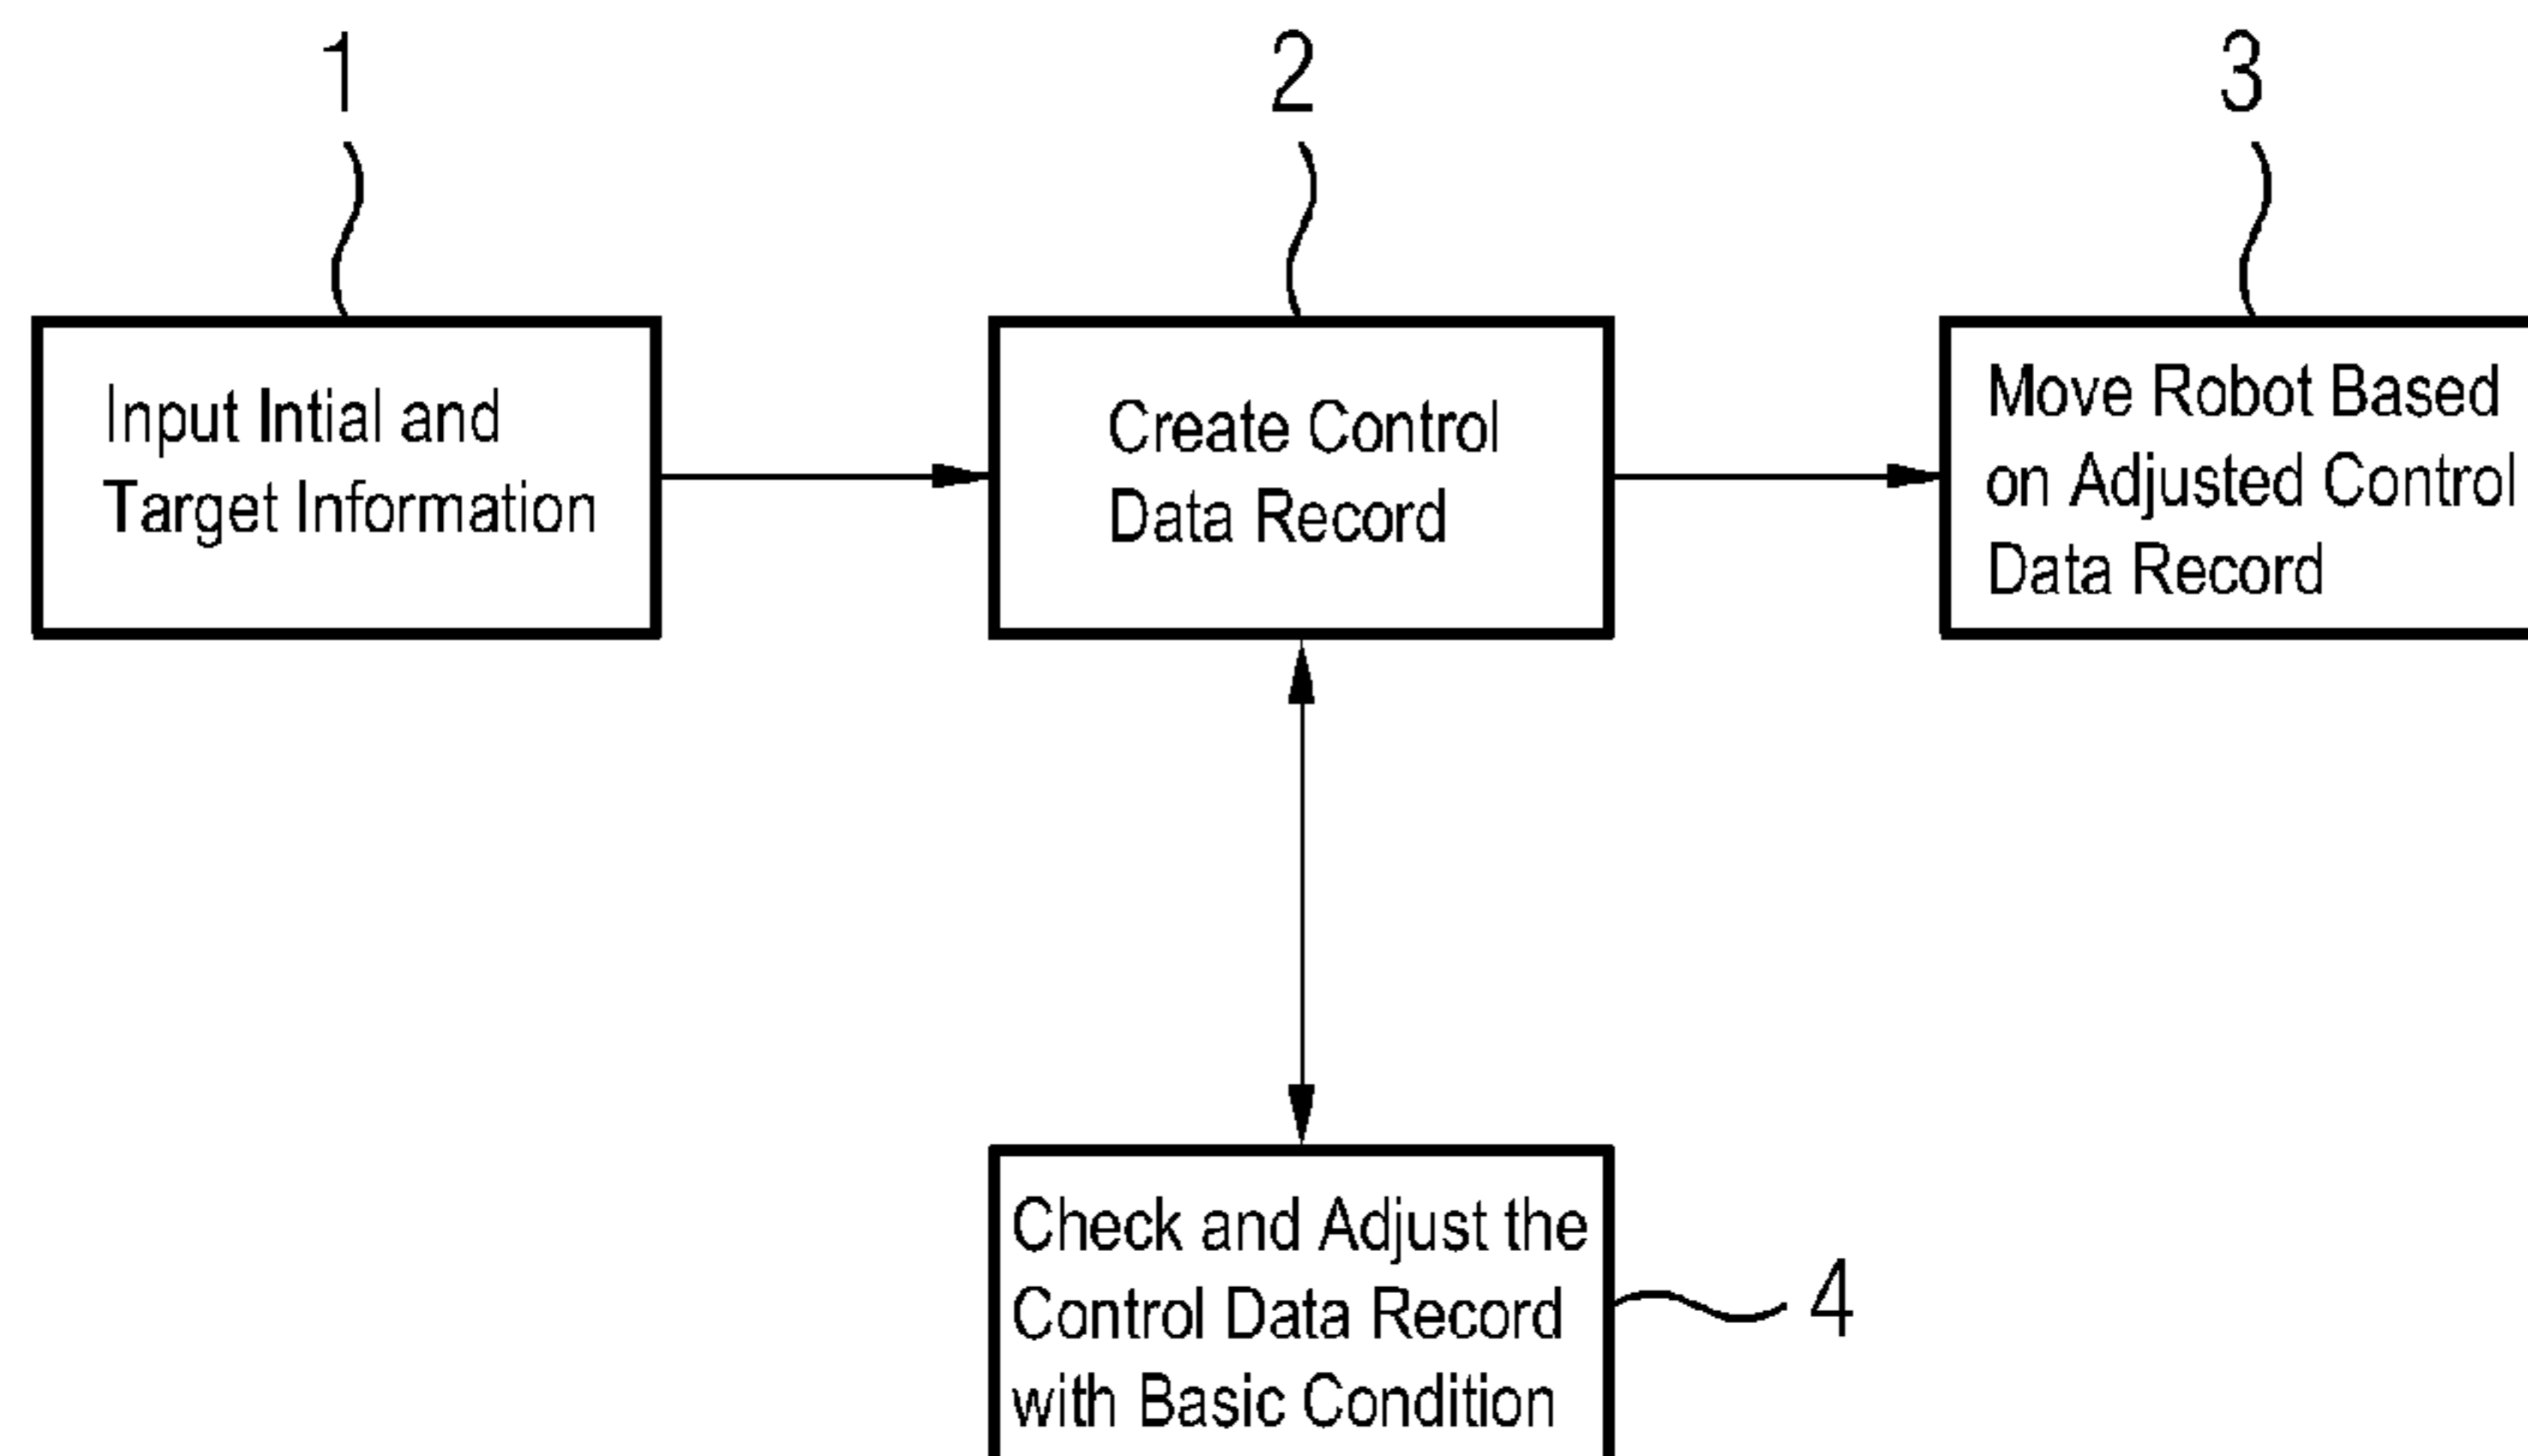 1
2
3
Input Intial and
Target Information
Create Control
Data Record
Move Robot Based
on Adjusted Control
Data Record
Check and Adjust the
Control Data Record
with Basic Condition
4